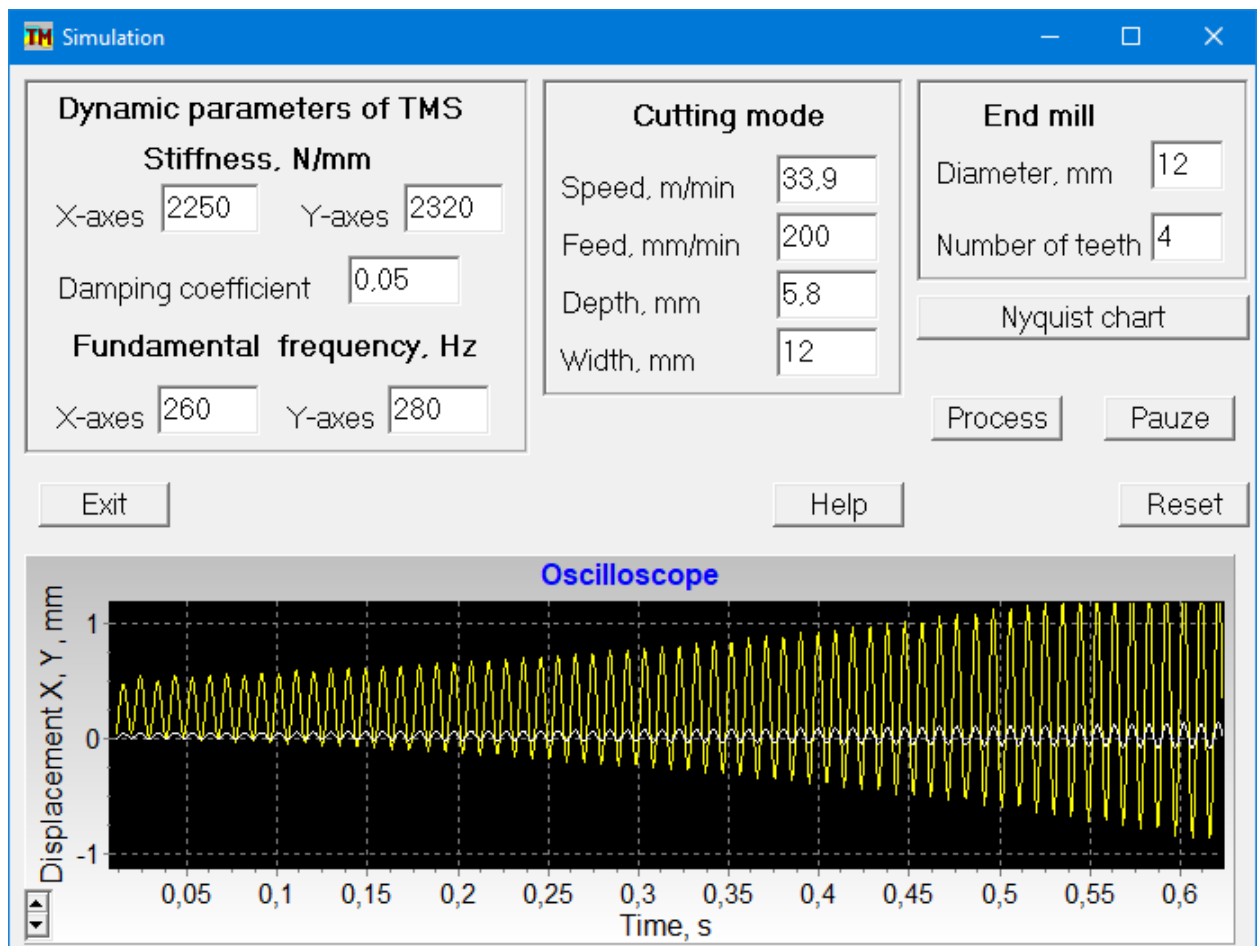 TM Simulation
Dynamic parameters of TMS
Stiffness, N/mm
X-axes 2250 Y-axes 2320
Damping coefficient 0,05
Fundamental frequency, Hz
X-axes 260 Y-axes 280
Cutting mode
Speed, m/min 33,9
Feed, mm/min 200
Depth, mm 5,8
Width, mm 12
End mill
Diameter, mm 12
Number of teeth 4
Nyquist chart
Process Pauze
Exit Help Reset
Oscilloscope
Displacement X, Y, mm
1
0
-1
0,05 0,1 0,15 0,2 0,25 0,3 0,35 0,4 0,45 0,5 0,55 0,6
Time, s